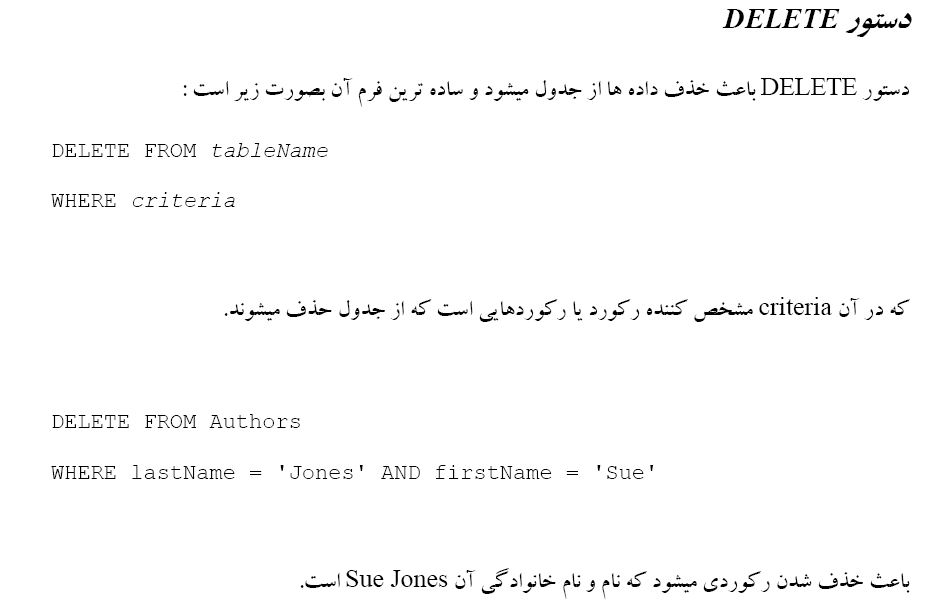 دستور DELETE
دستور DELETE باعث خذف داده ها از جدول میشود و ساده ترین فرم آن بصورت زیر است :
DELETE FROM tableName
WHERE criteria
که در آن criteria مشخص کننده رکورد یا رکوردهایی است که از جدول حذف میشوند.
DELETE FROM Authors
WHERE lastName = 'Jones' AND firstName = 'Sue'
باعث خذف شدن رکوردی میشود که نام و نام خانوادگی آن Sue Jones است.